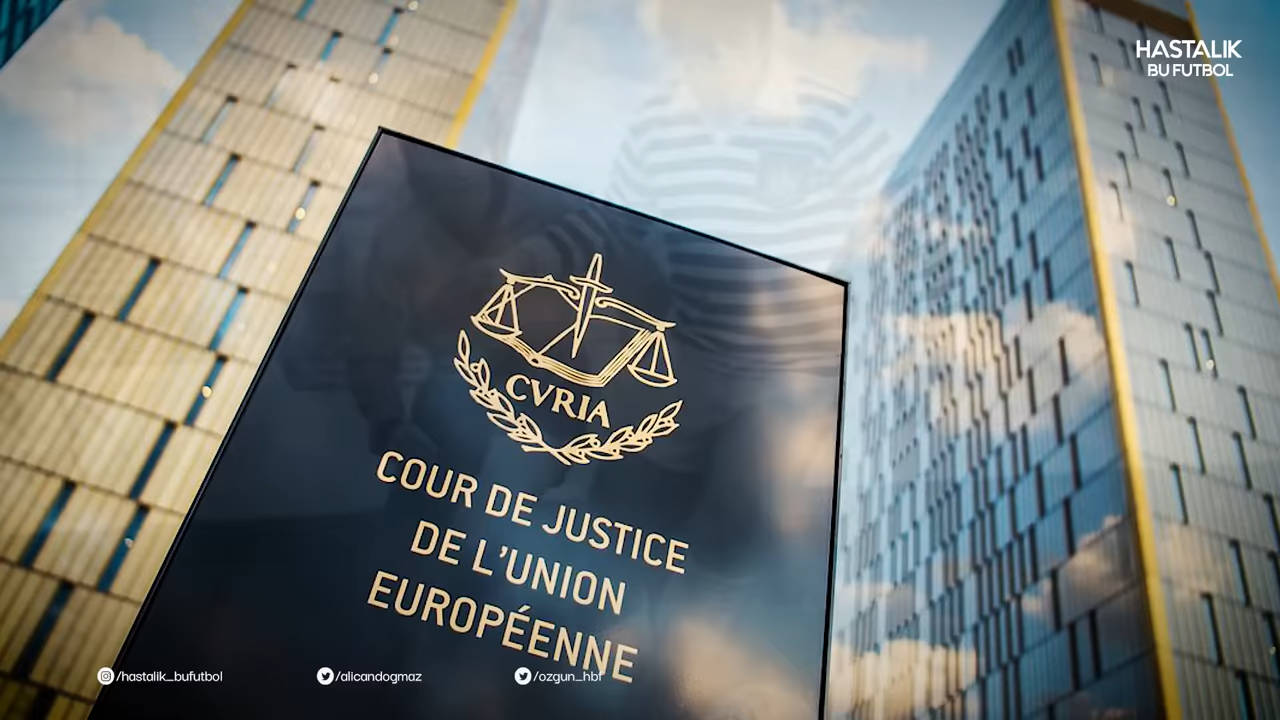 HASTALIK
BU FUTBOL
CVRIA
COUR DE JUSTICE
DE L'UNION
EUROPÉENNE
/hastalik_bufutbol
/alicandogmaz
/ozgun_hbf